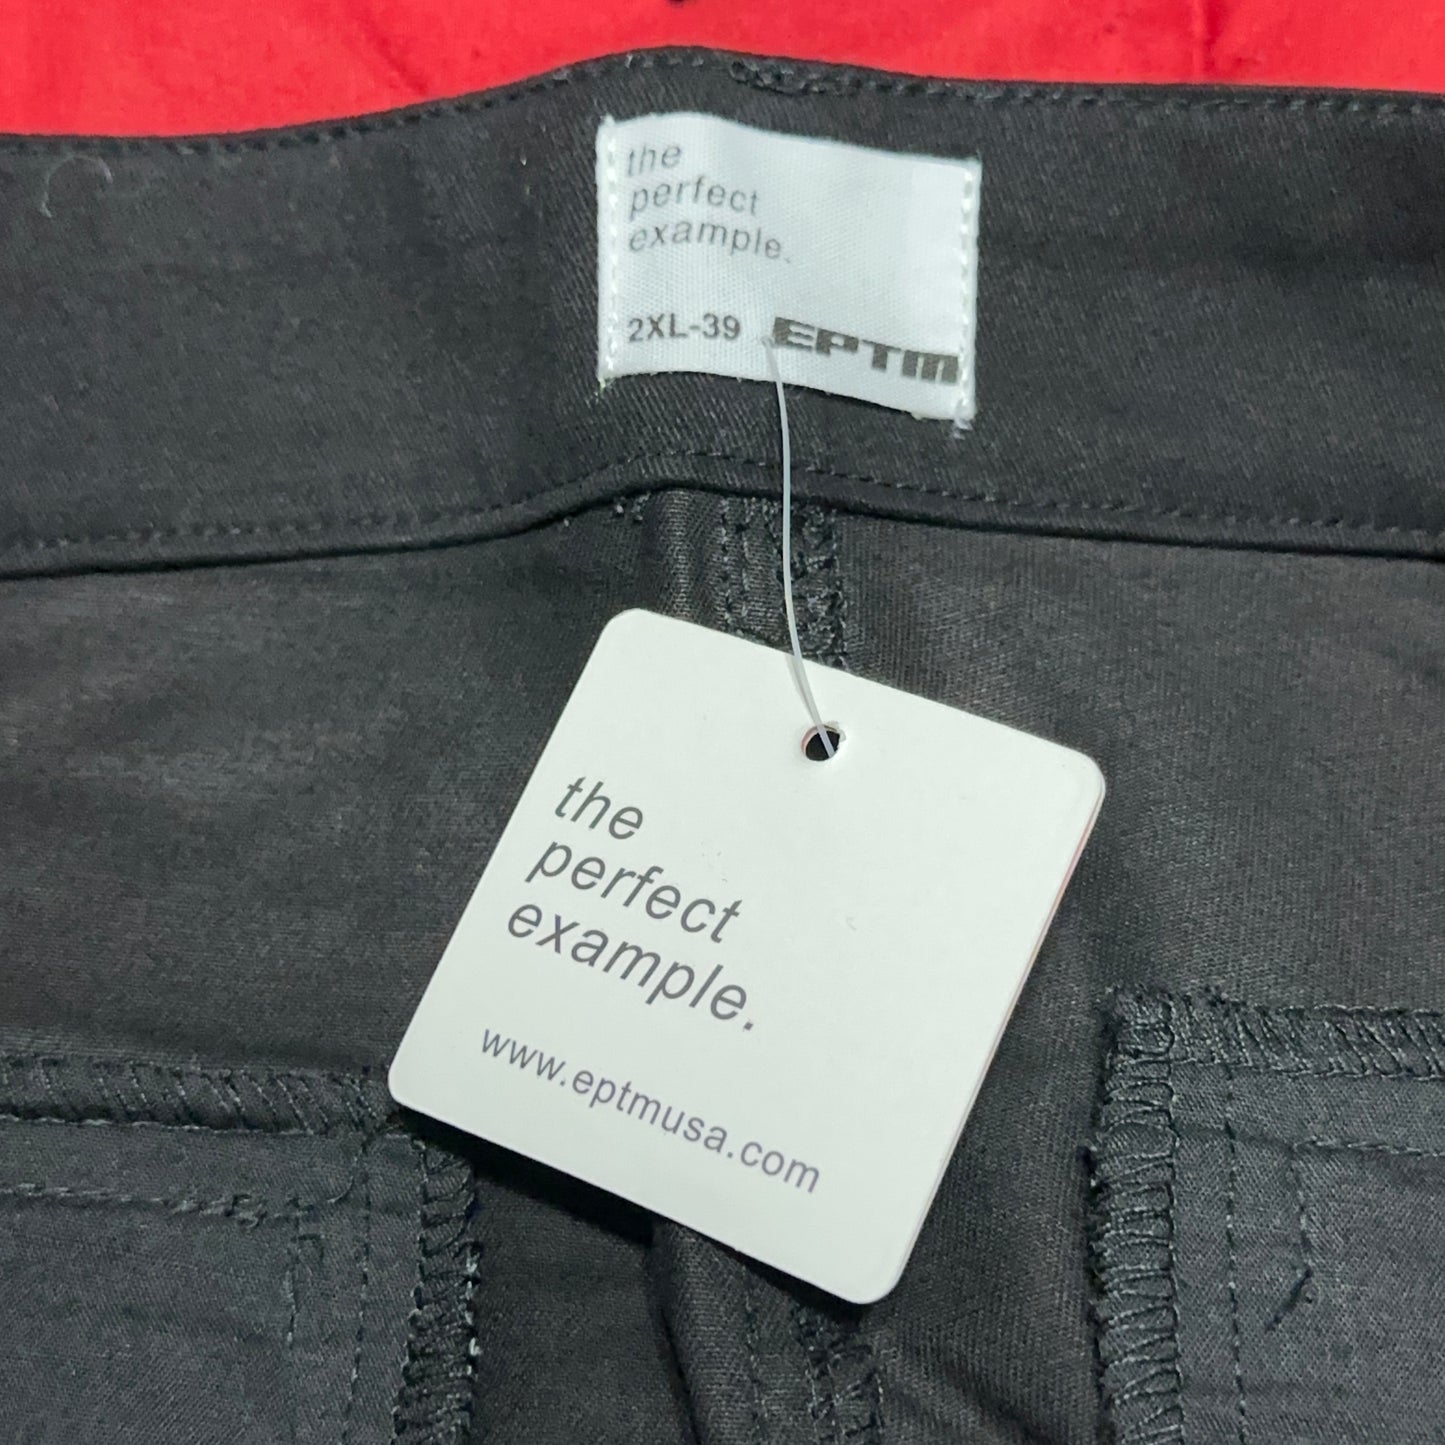 the
perfect
example.
2XL-39 EPTM
the
perfect
example.
www.eptmusa.com